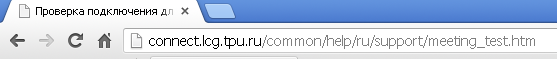 Проверка подключения дл
connect.lcg.tpu.ru/common/help/ru/support/meeting_test.htm